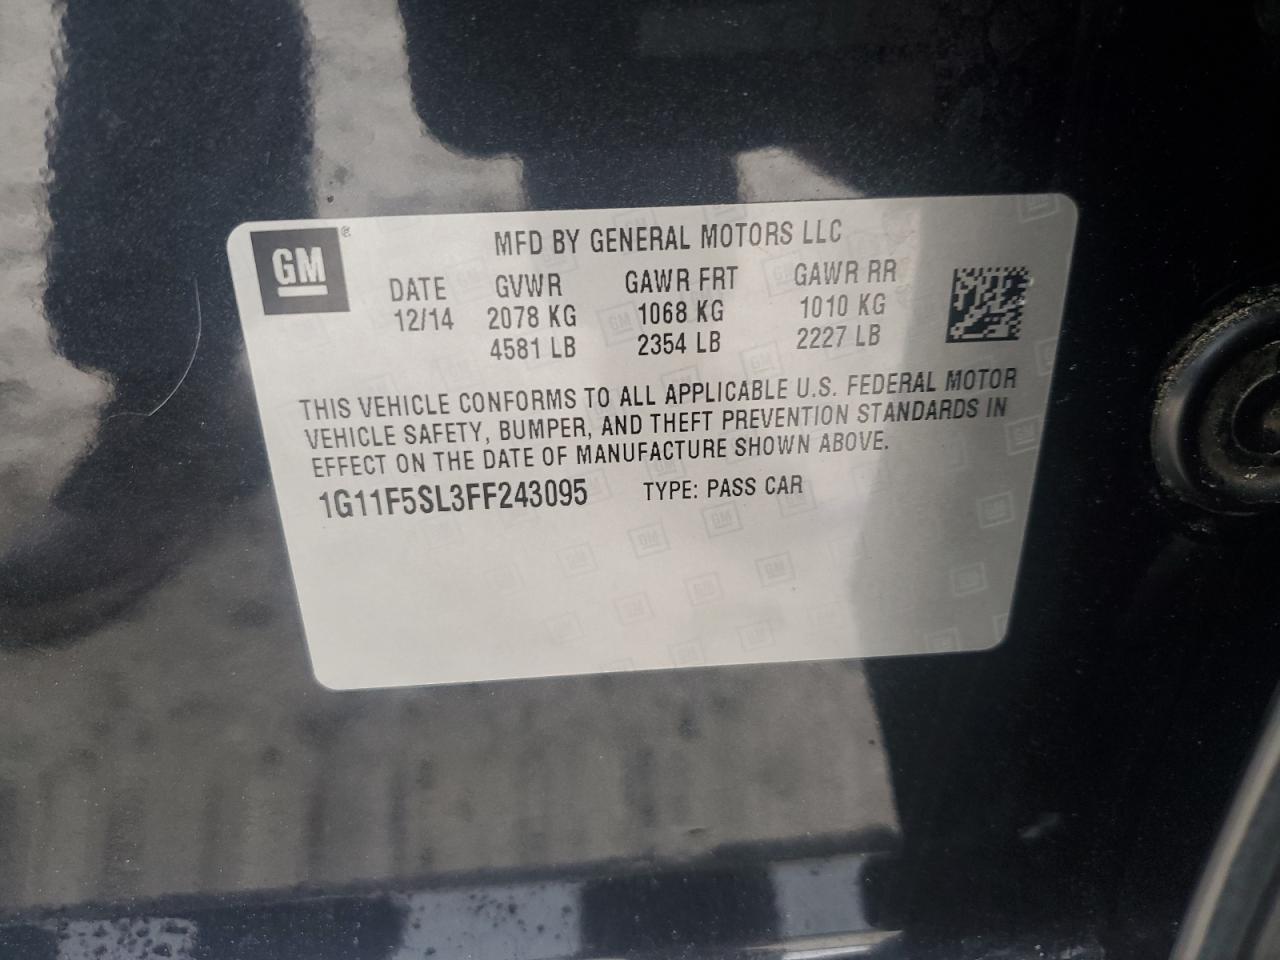 GM®
MFD BY GENERAL MOTORS LLC
DATE GVWR GAWR FRT GAWR RR
12/14 2078 KG 1068 KG 1010 KG
4581 LB 2354 LB 2227 LB
THIS VEHICLE CONFORMS TO ALL APPLICABLE U.S. FEDERAL MOTOR
VEHICLE SAFETY, BUMPER, AND THEFT PREVENTION STANDARDS IN
EFFECT ON THE DATE OF MANUFACTURE SHOWN ABOVE.
1G11F5SL3FF243095 TYPE: PASS CAR